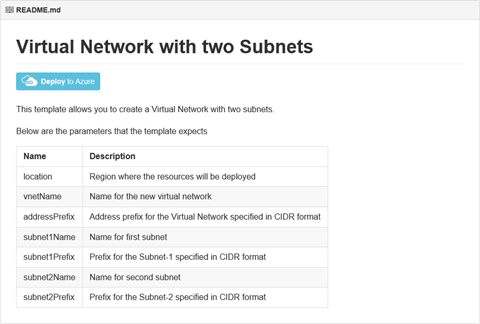 README.md
Virtual Network with two Subnets
Deploy to Azure
This template allows you to create a Virtual Network with two subnets.
Below are the parameters that the template expects
Name Description
location Region where the resources will be deployed
vnetName Name for the new virtual network
addressPrefix Address prefix for the Virtual Network specified in CIDR format
subnet1Name Name for first subnet
subnet1Prefix Prefix for the Subnet-1 specified in CIDR format
subnet2Name Name for second subnet
subnet2Prefix Prefix for the Subnet-2 specified in CIDR format